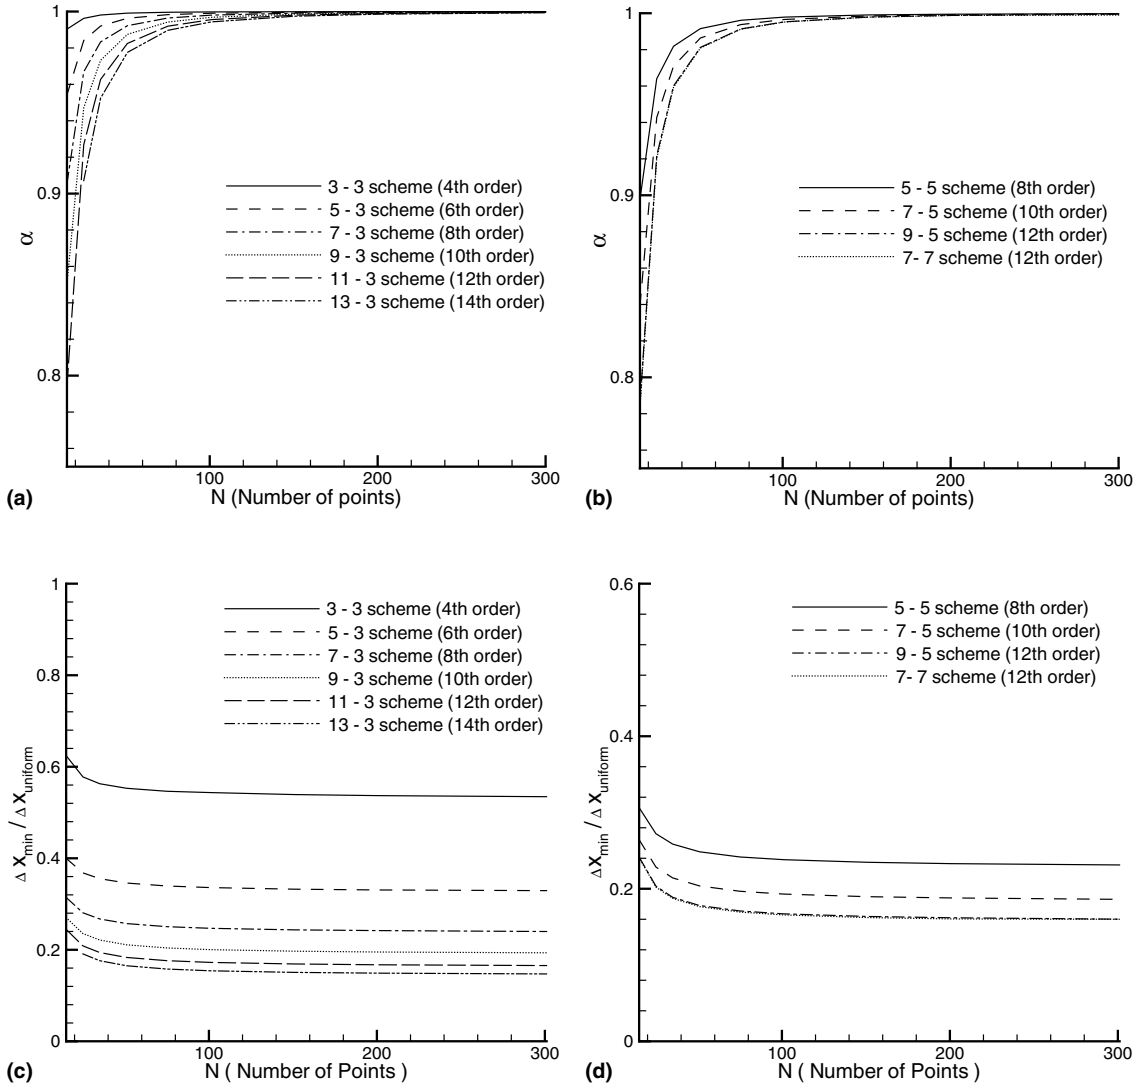 1
0.9
0.8
α
3 - 3 scheme (4th order)
5 - 3 scheme (6th order)
7 - 3 scheme (8th order)
9 - 3 scheme (10th order)
11 - 3 scheme (12th order)
13 - 3 scheme (14th order)
100
200
300
N (Number of points)
(a)
1
0.9
0.8
α
5 - 5 scheme (8th order)
7 - 5 scheme (10th order)
9 - 5 scheme (12th order)
7- 7 scheme (12th order)
100
200
300
N (Number of points)
(b)
1
0.8
0.6
0.4
0.2
0
Δ x_min / Δ x_uniform
3 - 3 scheme (4th order)
5 - 3 scheme (6th order)
7 - 3 scheme (8th order)
9 - 3 scheme (10th order)
11 - 3 scheme (12th order)
13 - 3 scheme (14th order)
100
200
300
N ( Number of Points )
(c)
0.6
0.4
0.2
0
Δx_min / Δ x_uniform
5 - 5 scheme (8th order)
7 - 5 scheme (10th order)
9 - 5 scheme (12th order)
7- 7 scheme (12th order)
100
200
300
N ( Number of Points )
(d)